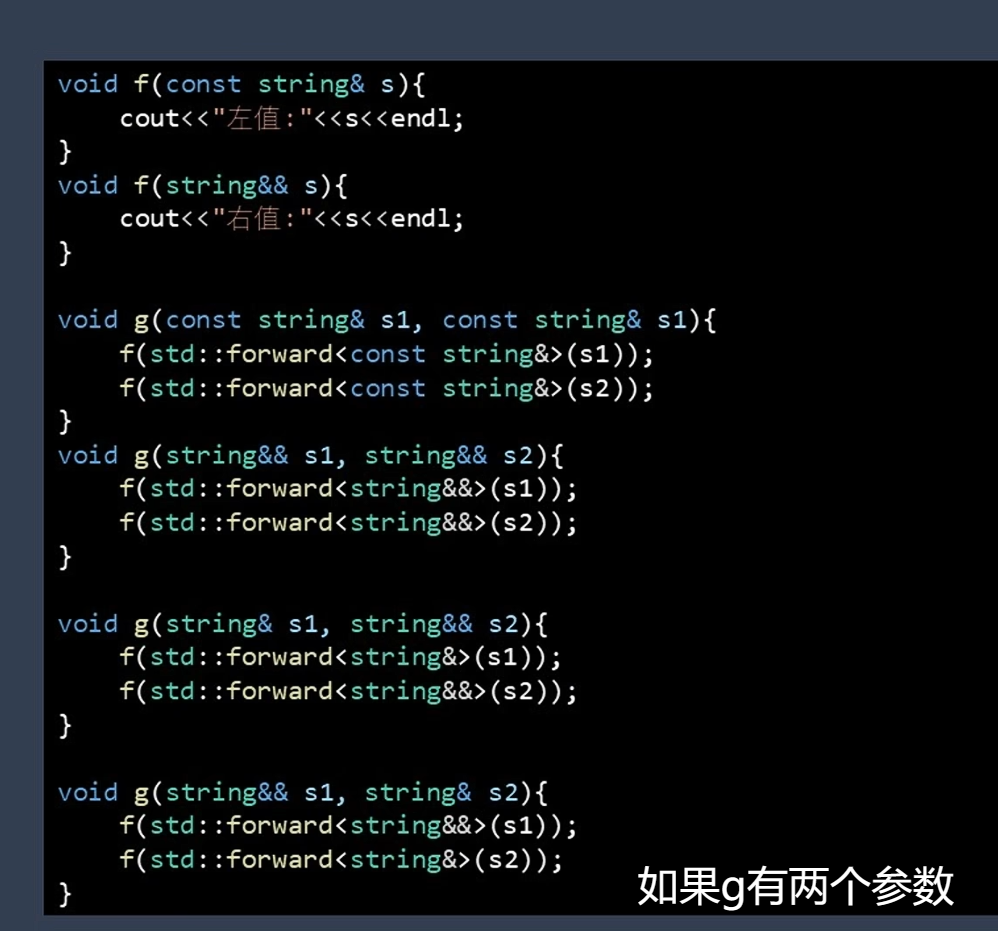 void f(const string& s){
    cout<<"左值:"<<s<<endl;
}
void f(string&& s){
    cout<<"右值:"<<s<<endl;
}
void g(const string& s1, const string& s1){
    f(std::forward<const string&>(s1));
    f(std::forward<const string&>(s2));
}
void g(string&& s1, string&& s2){
    f(std::forward<string&&>(s1));
    f(std::forward<string&&>(s2));
}
void g(string& s1, string&& s2){
    f(std::forward<string&>(s1));
    f(std::forward<string&&>(s2));
}
void g(string&& s1, string& s2){
    f(std::forward<string&&>(s1));
    f(std::forward<string&>(s2));
}
如果g有两个参数